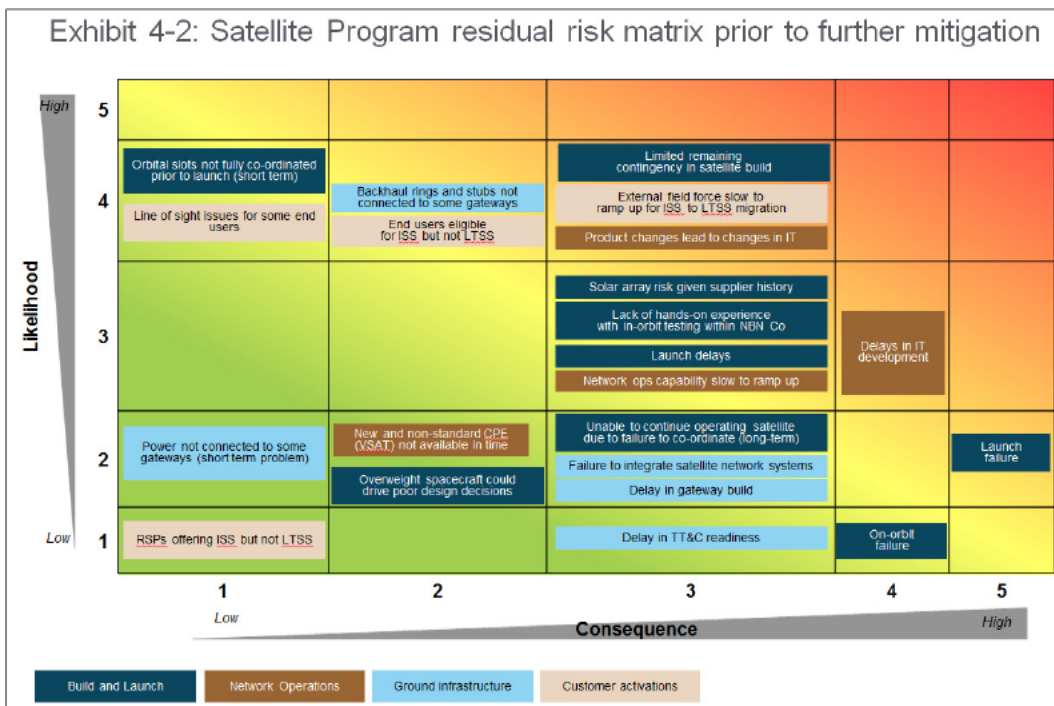 Exhibit 4-2: Satellite Program residual risk matrix prior to further mitigation
High
5
Orbital slots not fully co-ordinated
prior to launch (short term)
Line of sight issues for some end
users
4
Backhaul rings and stubs not
connected to some gateways
End users eligible
for ISS but not LTSS
Limited remaining
contingency in satellite build
External field force slow to
ramp up for ISS to LTSS migration
Product changes lead to changes in IT
Likelihood
3
Solar array risk given supplier history
Lack of hands-on experience
with in-orbit testing within NBN Co
Launch delays
Network ops capability slow to ramp up
Delays in IT
development
2
Power not connected to some
gateways (short term problem)
New and non-standard CPE
(VSAT) not available in time
Overweight spacecraft could
drive poor design decisions
Unable to continue operating satellite
due to failure to co-ordinate (long-term)
Failure to integrate satellite network systems
Delay in gateway build
Launch
failure
Low
1
RSPs offering ISS but not LTSS
Delay in TT&C readiness
On-orbit
failure
1
2
3
4
5
Low
Consequence
High
Build and Launch
Network Operations
Ground infrastructure
Customer activations